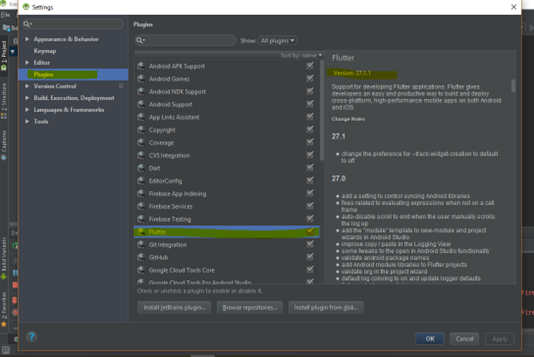 Settings
File
Appearance & Behavior
Keymap
Editor
Plugins
Version Control
Build, Execution, Deployment
Languages & Frameworks
Tools
Plugins
Show: All plugins
Sort by: name
Android APK Support
Android Games
Android NDK Support
Android Support
App Links Assistant
Copyright
Coverage
CVS Integration
Dart
EditorConfig
Firebase App Indexing
Firebase Services
Firebase Testing
Flutter
Git Integration
GitHub
Google Cloud Tools Core
Google Cloud Tools For Android Studio
Check or uncheck a plugin to enable or disable it.
Install JetBrains plugin...
Browse repositories...
Install plugin from disk...
Flutter
Version: 27.1.1
Support for developing Flutter applications. Flutter gives
developers an easy and productive way to build and deploy
cross-platform, high-performance mobile apps on both Android
and iOS.
Change Notes:
27.1
change the preference for --track-widget-creation to default
to off
27.0
add a setting to control syncing Android libraries
fixes related to evaluating expressions when not on a call
frame
auto-disable scroll to end when the user manually scrolls
the log up
add the "module" template to new-module and project
wizards in Android Studio
improve copy / paste in the Logging View
some tweaks to the open in Android Studio functionality
validate android package names
add Android module libraries to Flutter projects
validate org in the project wizard
default log coloring to on and update logger defaults
OK
Cancel
Apply
1: Project
Structure
Captures
Build Variants
2: Favorites